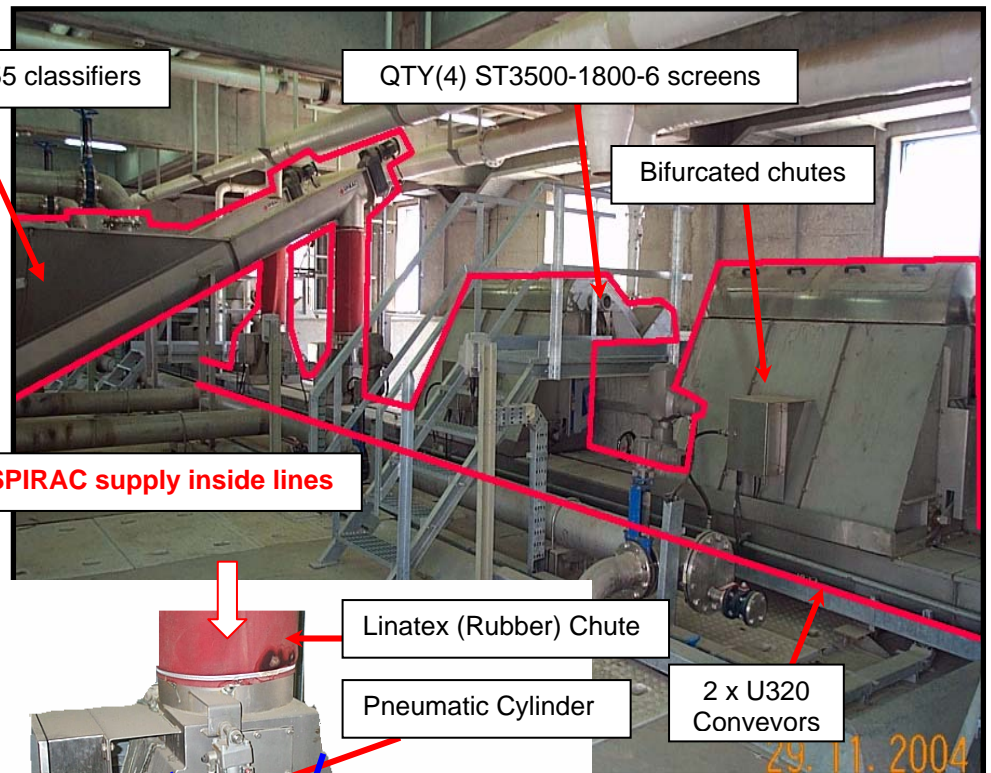 5 classifiers
QTY(4) ST3500-1800-6 screens
Bifurcated chutes
SPIRAC supply inside lines
Linatex (Rubber) Chute
Pneumatic Cylinder
2 x U320
Conveyors
29. 11. 2004